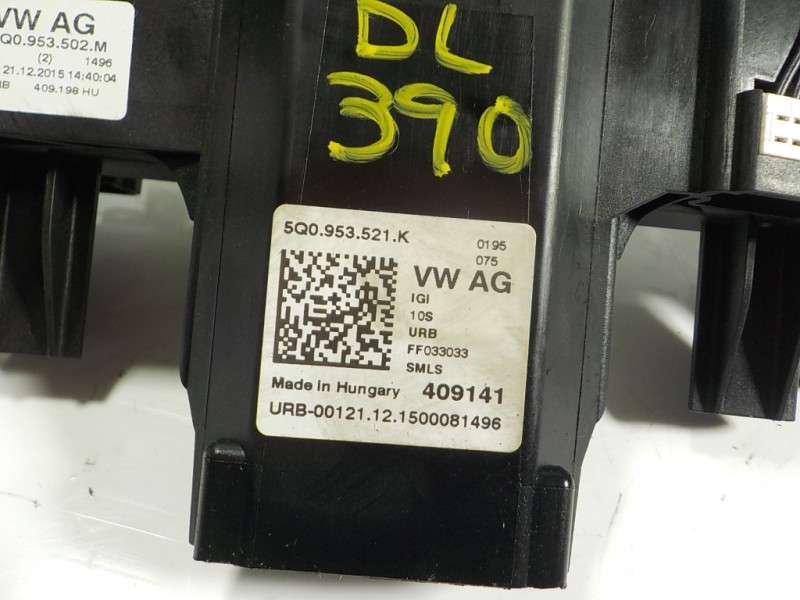 VW AG
Q0.953.502.M
(2) 1496
21.12.2015 14:40:04
409.198 HU
DL
390
5Q0.953.521.K
0195
075
VW AG
IGI
10S
URB
FF033033
SMLS
Made in Hungary 409141
URB-00121.12.1500081496